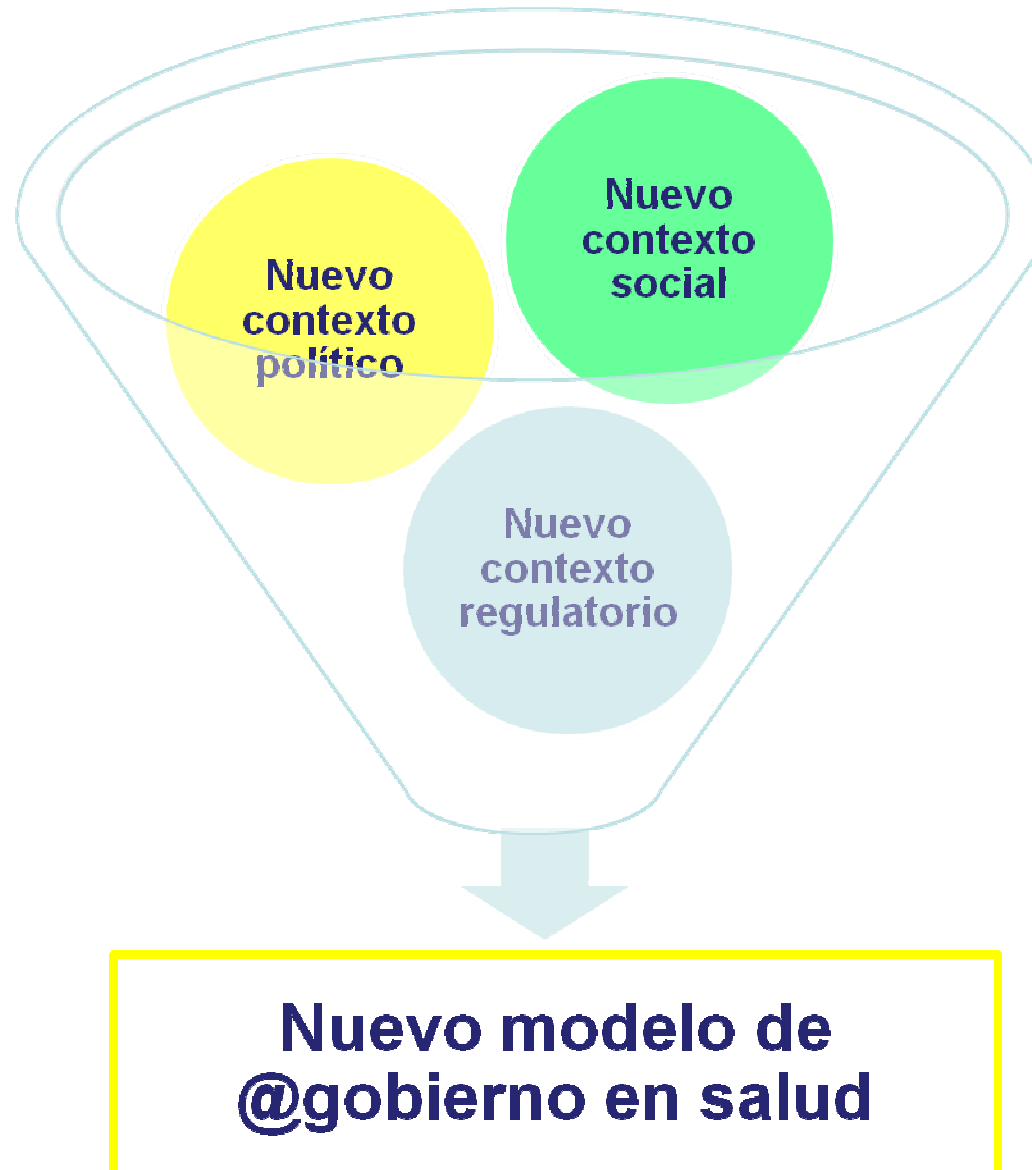 Nuevo
contexto
político
Nuevo
contexto
social
Nuevo
contexto
regulatorio
Nuevo modelo de
@gobierno en salud